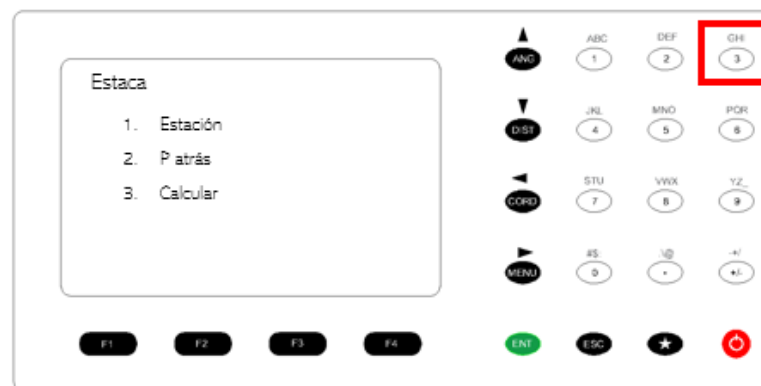 Estaca
1. Estación
2. P atrás
3. Calcular
F1 F2 F3 F4
ABC DEF GHI
ANG 1 2 3
JKL MNO PQR
DIST 4 5 6
STU VWX YZ_
CORD 7 8 9
#$ \@ -+/
MENU 0 . +/-
ENT ESC